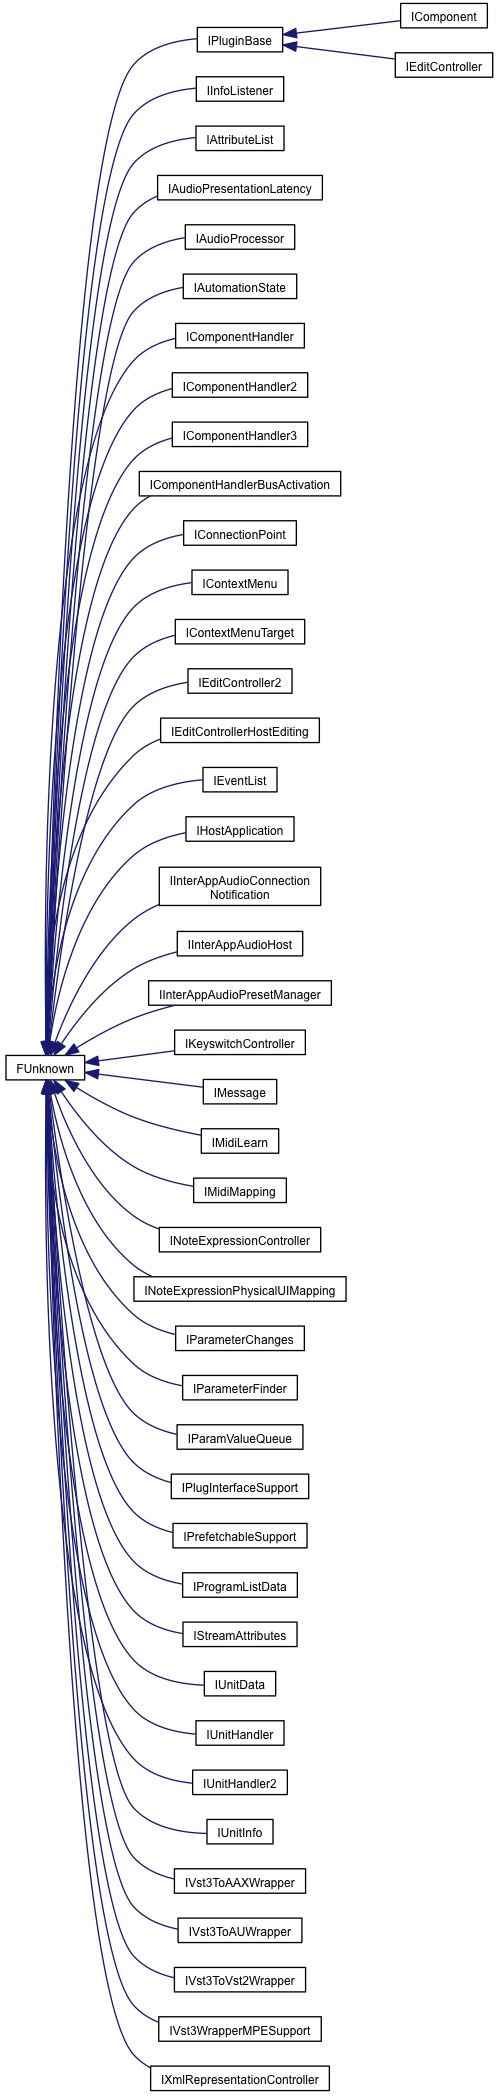 IComponent
IPluginBase
IEditController
IInfoListener
IAttributeList
IAudioPresentationLatency
IAudioProcessor
IAutomationState
IComponentHandler
IComponentHandler2
IComponentHandler3
IComponentHandlerBusActivation
IConnectionPoint
IContextMenu
IContextMenuTarget
IEditController2
IEditControllerHostEditing
IEventList
IHostApplication
IInterAppAudioConnection
Notification
IInterAppAudioHost
IInterAppAudioPresetManager
IKeyswitchController
FUnknown
IMessage
IMidiLearn
IMidiMapping
INoteExpressionController
INoteExpressionPhysicalUIMapping
IParameterChanges
IParameterFinder
IParamValueQueue
IPlugInterfaceSupport
IPrefetchableSupport
IProgramListData
IStreamAttributes
IUnitData
IUnitHandler
IUnitHandler2
IUnitInfo
IVst3ToAAXWrapper
IVst3ToAUWrapper
IVst3ToVst2Wrapper
IVst3WrapperMPESupport
IXmlRepresentationController